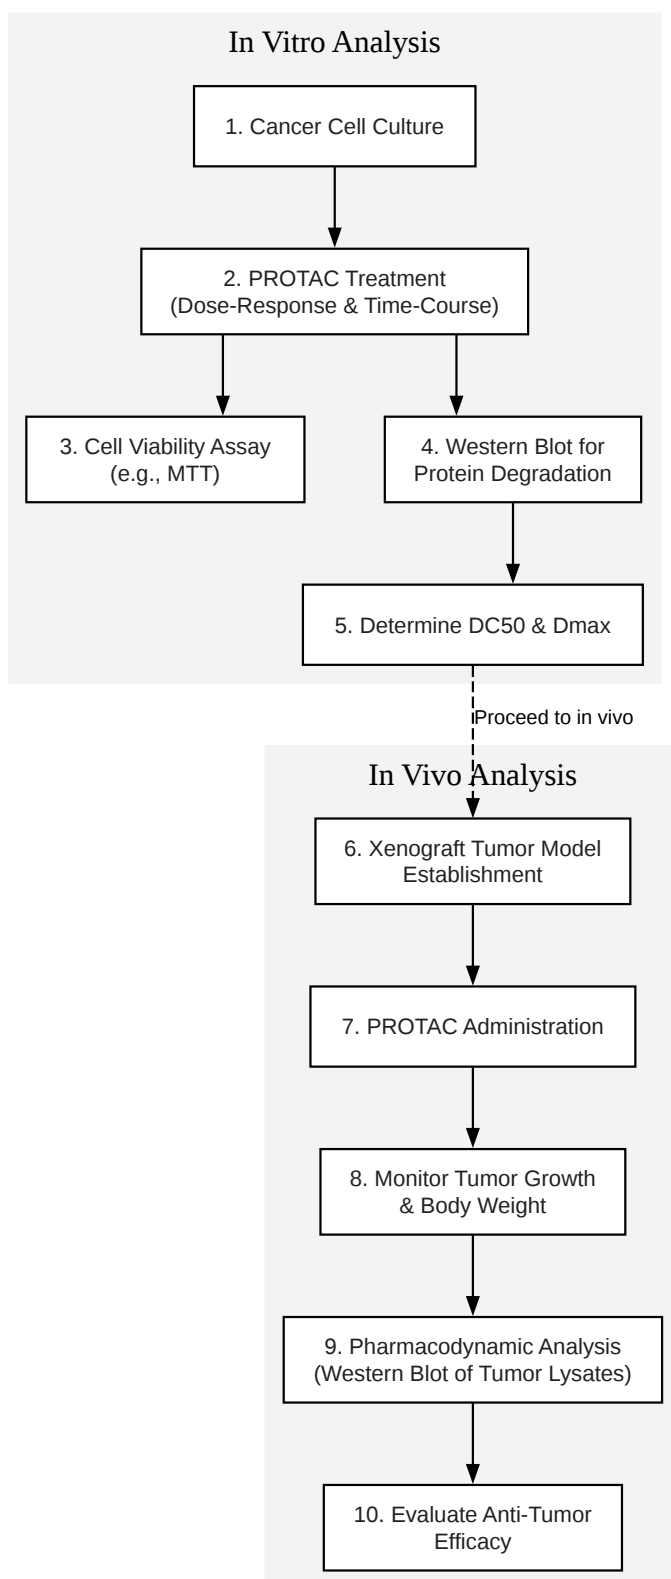 In Vitro Analysis
1. Cancer Cell Culture
2. PROTAC Treatment
(Dose-Response & Time-Course)
3. Cell Viability Assay
(e.g., MTT)
4. Western Blot for
Protein Degradation
5. Determine DC50 & Dmax
Proceed to in vivo
In Vivo Analysis
6. Xenograft Tumor Model
Establishment
7. PROTAC Administration
8. Monitor Tumor Growth
& Body Weight
9. Pharmacodynamic Analysis
(Western Blot of Tumor Lysates)
10. Evaluate Anti-Tumor
Efficacy